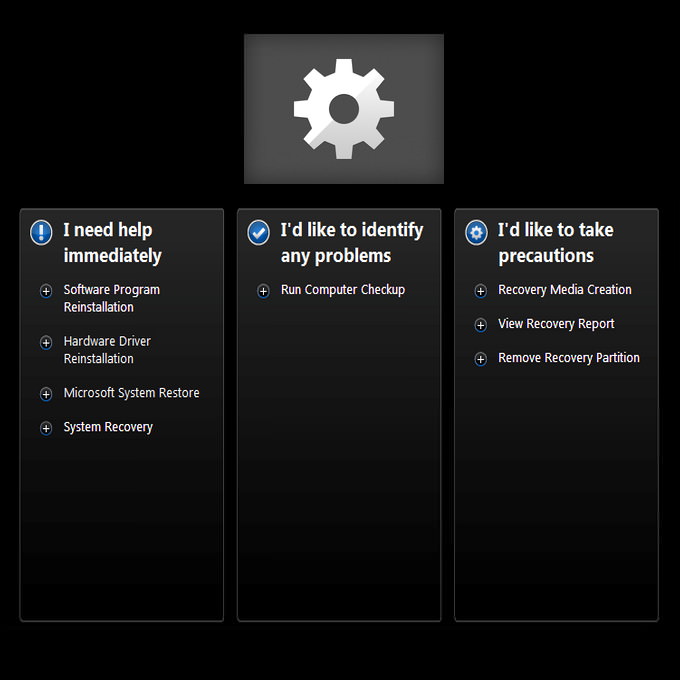 I need help
immediately
Software Program
Reinstallation
Hardware Driver
Reinstallation
Microsoft System Restore
System Recovery
I'd like to identify
any problems
Run Computer Checkup
I'd like to take
precautions
Recovery Media Creation
View Recovery Report
Remove Recovery Partition